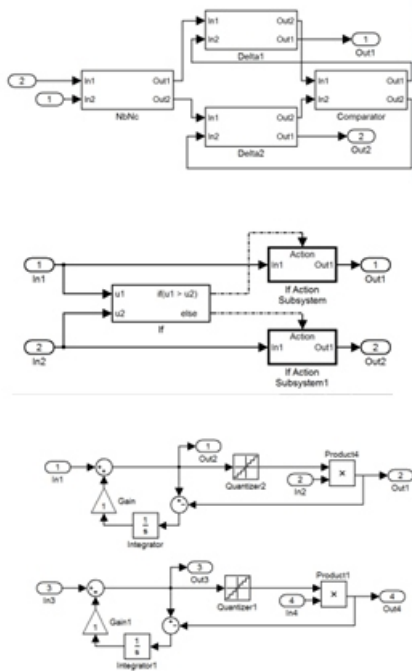 In1
Out2
In2
Out1
1
Delta1
Out1
2
In1
Out1
1
In2
Out2
NbNc
In1
Out1
In2
Out2
Comparator
In1
Out2
In2
Out1
2
Delta2
Out2
1
In1
Action
In1
Out1
1
Out1
If Action
Subsystem
u1
if(u1 > u2)
u2
else
If
2
In2
Action
In1
Out1
2
Out2
If Action
Subsystem1
1
Out2
Product4
1
In1
Quantizer2
×
2
In2
2
Out1
Gain
1
1
s
Integrator
3
Out3
Product1
3
In3
Quantizer1
×
4
In4
4
Out4
Gain1
1
1
s
Integrator1